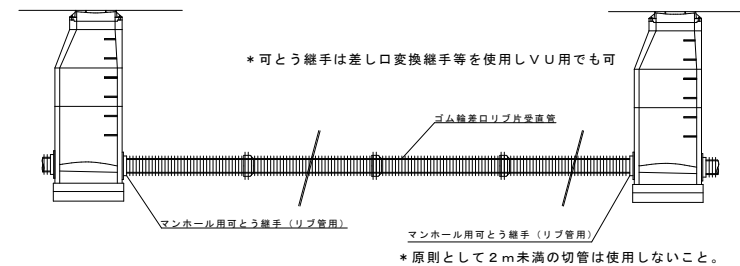 *可とう継手は差し口変換継手等を使用しVU用でも可
ゴム輪差口リブ片受直管
マンホール用可とう継手（リブ管用）
マンホール用可とう継手（リブ管用）
*原則として2m未満の切管は使用しないこと。